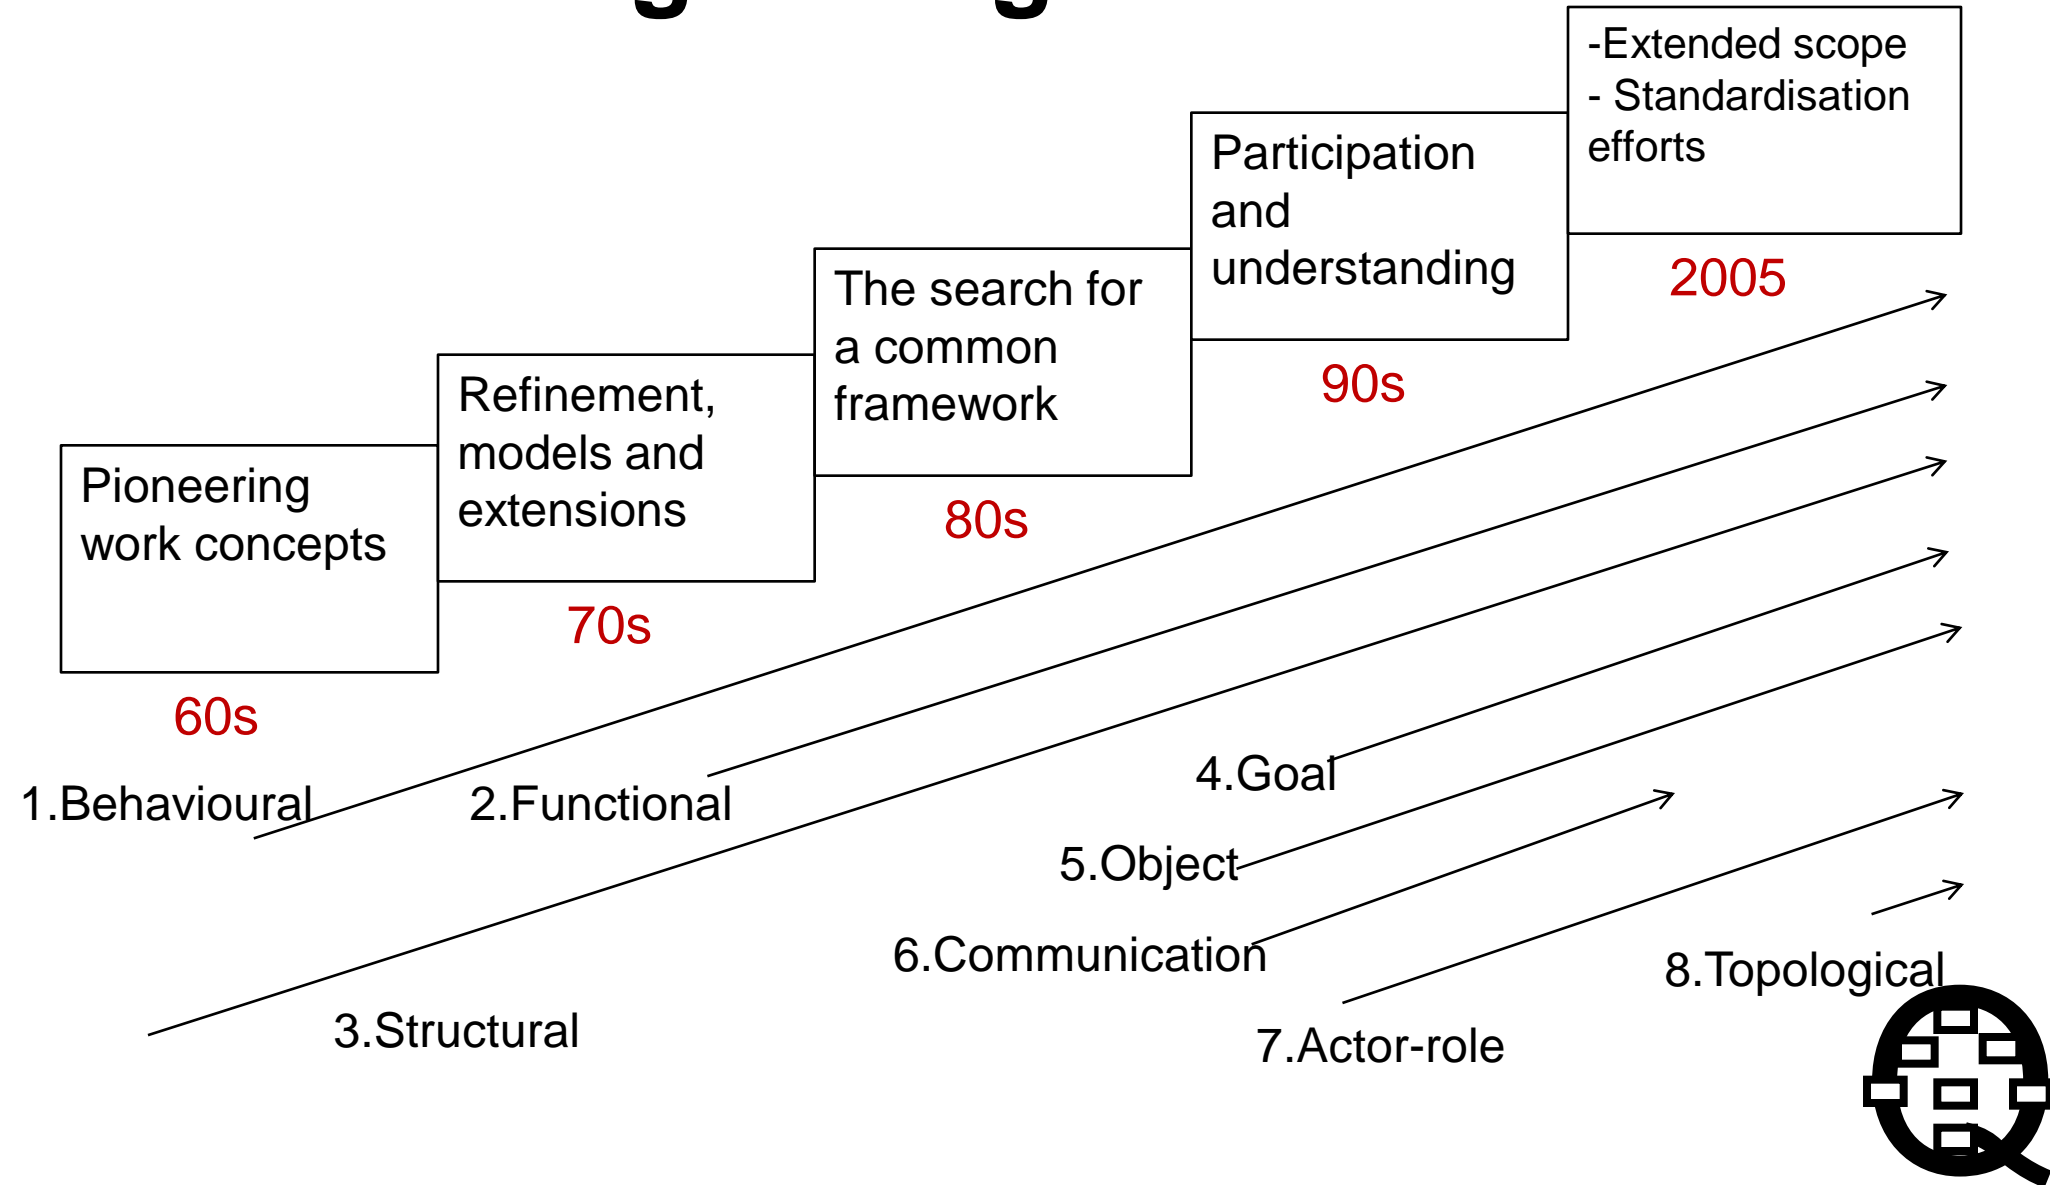 -Extended scope
- Standardisation
efforts
2005
Participation
and
understanding
90s
The search for
a common
framework
80s
Refinement,
models and
extensions
70s
Pioneering
work concepts
60s
1.Behavioural
2.Functional
3.Structural
4.Goal
5.Object
6.Communication
7.Actor-role
8.Topological